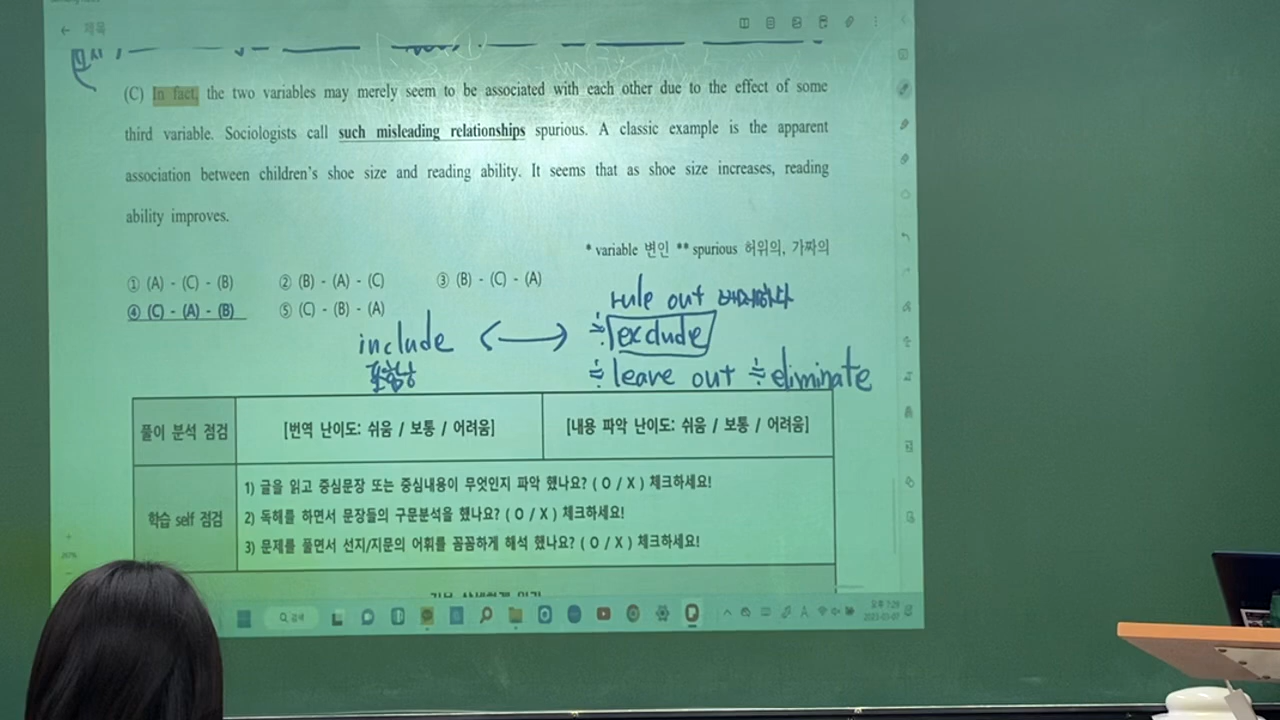 제목
(C) In fact, the two variables may merely seem to be associated with each other due to the effect of some
third variable. Sociologists call such misleading relationships spurious. A classic example is the apparent
association between children's shoe size and reading ability. It seems that as shoe size increases, reading
ability improves.
* variable 변인 ** spurious 허위의, 가짜의
① (A) - (C) - (B) ② (B) - (A) - (C) ③ (B) - (C) - (A)
④ (C) - (A) - (B) ⑤ (C) - (B) - (A)
rule out 배제하다
include ↔ ≒ exclude
포함
≒ leave out ≒ eliminate
풀이 분석 점검 [번역 난이도: 쉬움 / 보통 / 어려움] [내용 파악 난이도: 쉬움 / 보통 / 어려움]
학습 self 점검
1) 글을 읽고 중심문장 또는 중심내용이 무엇인지 파악 했나요? ( O / X ) 체크하세요!
2) 독해를 하면서 문장들의 구문분석을 했나요? ( O / X ) 체크하세요!
3) 문제를 풀면서 선지/지문의 어휘를 꼼꼼하게 해석 했나요? ( O / X ) 체크하세요!
검색